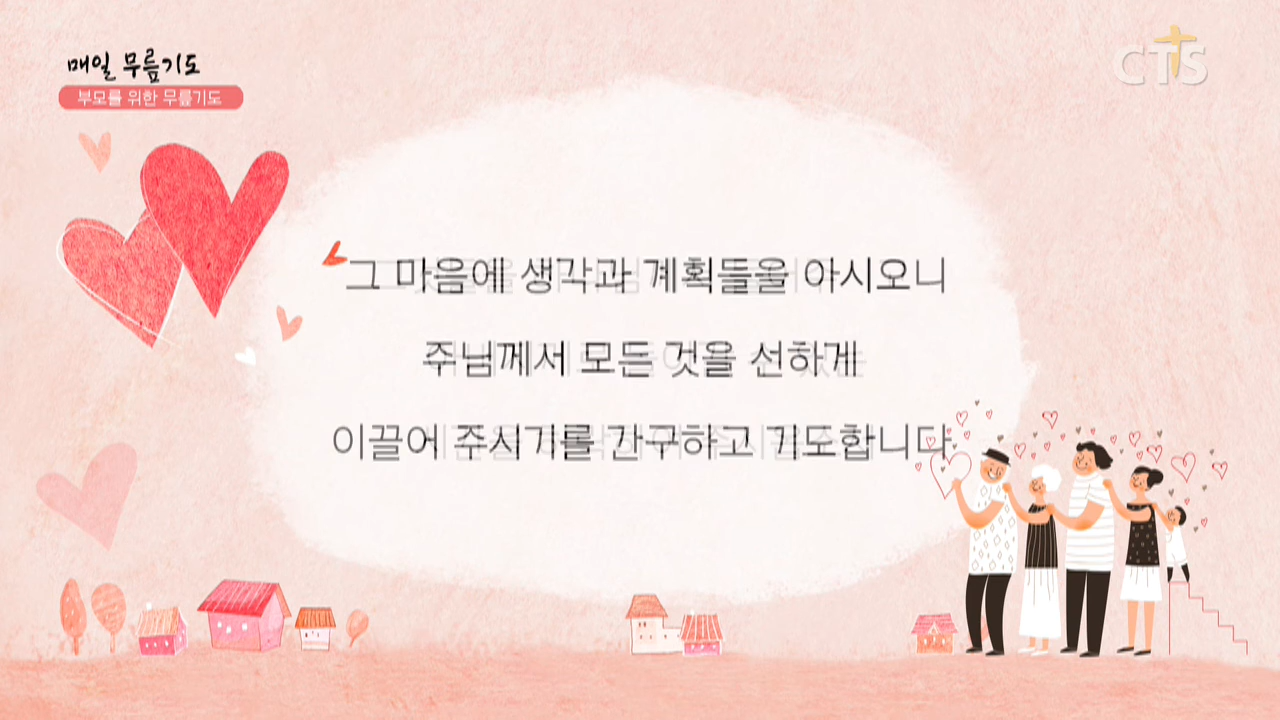 매일 무릎기도
부모를 위한 무릎기도
CTS
그 마음에 생각과 계획들을 아시오니
주님께서 모든 것을 선하게
이끌어 주시기를 간구하고 기도합니다